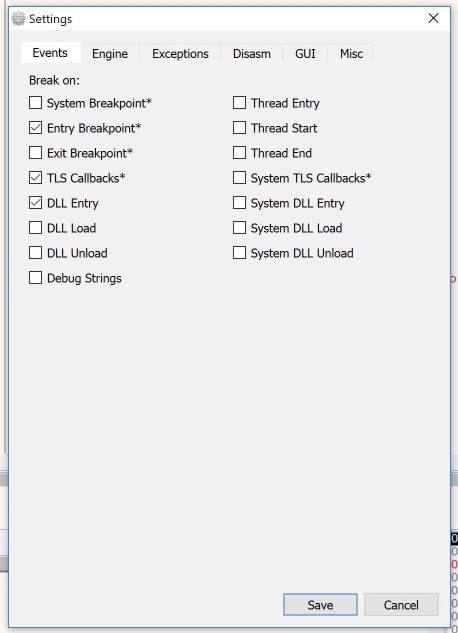 Settings
Events Engine Exceptions Disasm GUI Misc
Break on:
System Breakpoint* Thread Entry
Entry Breakpoint* Thread Start
Exit Breakpoint* Thread End
TLS Callbacks* System TLS Callbacks*
DLL Entry System DLL Entry
DLL Load System DLL Load
DLL Unload System DLL Unload
Debug Strings
Save Cancel